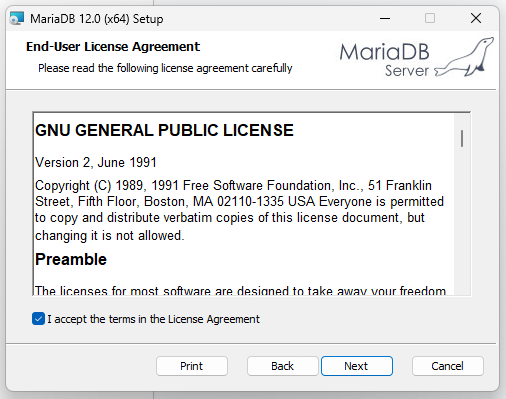 MariaDB 12.0 (x64) Setup
End-User License Agreement
Please read the following license agreement carefully
MariaDB
Server
GNU GENERAL PUBLIC LICENSE
Version 2, June 1991
Copyright (C) 1989, 1991 Free Software Foundation, Inc., 51 Franklin
Street, Fifth Floor, Boston, MA 02110-1335 USA Everyone is permitted
to copy and distribute verbatim copies of this license document, but
changing it is not allowed.
Preamble
The licenses for most software are designed to take away your freedom
I accept the terms in the License Agreement
Print
Back
Next
Cancel